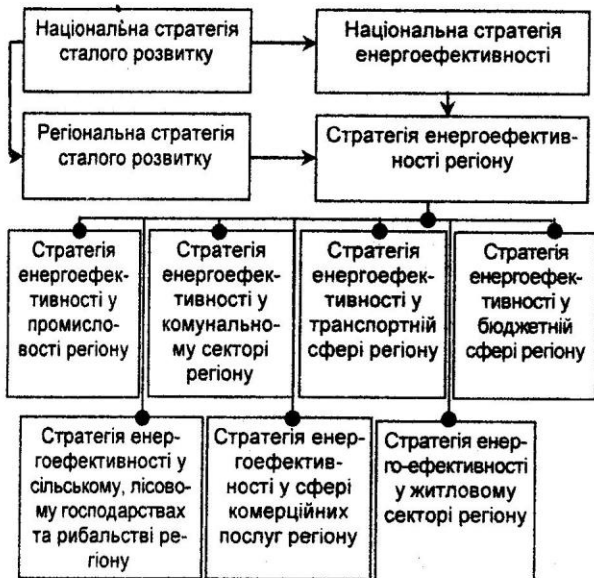 Національна стратегія
сталого розвитку
Національна стратегія
енергоефективності
Регіональна стратегія
сталого розвитку
Стратегія енергоефектив-
ності регіону
Стратегія
енергоефек-
тивності у
промисло-
вості регіону
Стратегія
енергоефек-
тивності у
комунально-
му секторі
регіону
Стратегія
енергоефек-
тивності у
транспортній
сфері регіону
Стратегія
енергоефек-
тивності у
бюджетній
сфері регіону
Стратегія енер-
гоефективності у
сільському, лісово-
му господарствах
та рибальстві ре-
гіону
Стратегія енер-
гоефектив-
ності у сфері
комерційних
послуг регіону
Стратегія енер-
го-ефективності
у житловому
секторі регіону